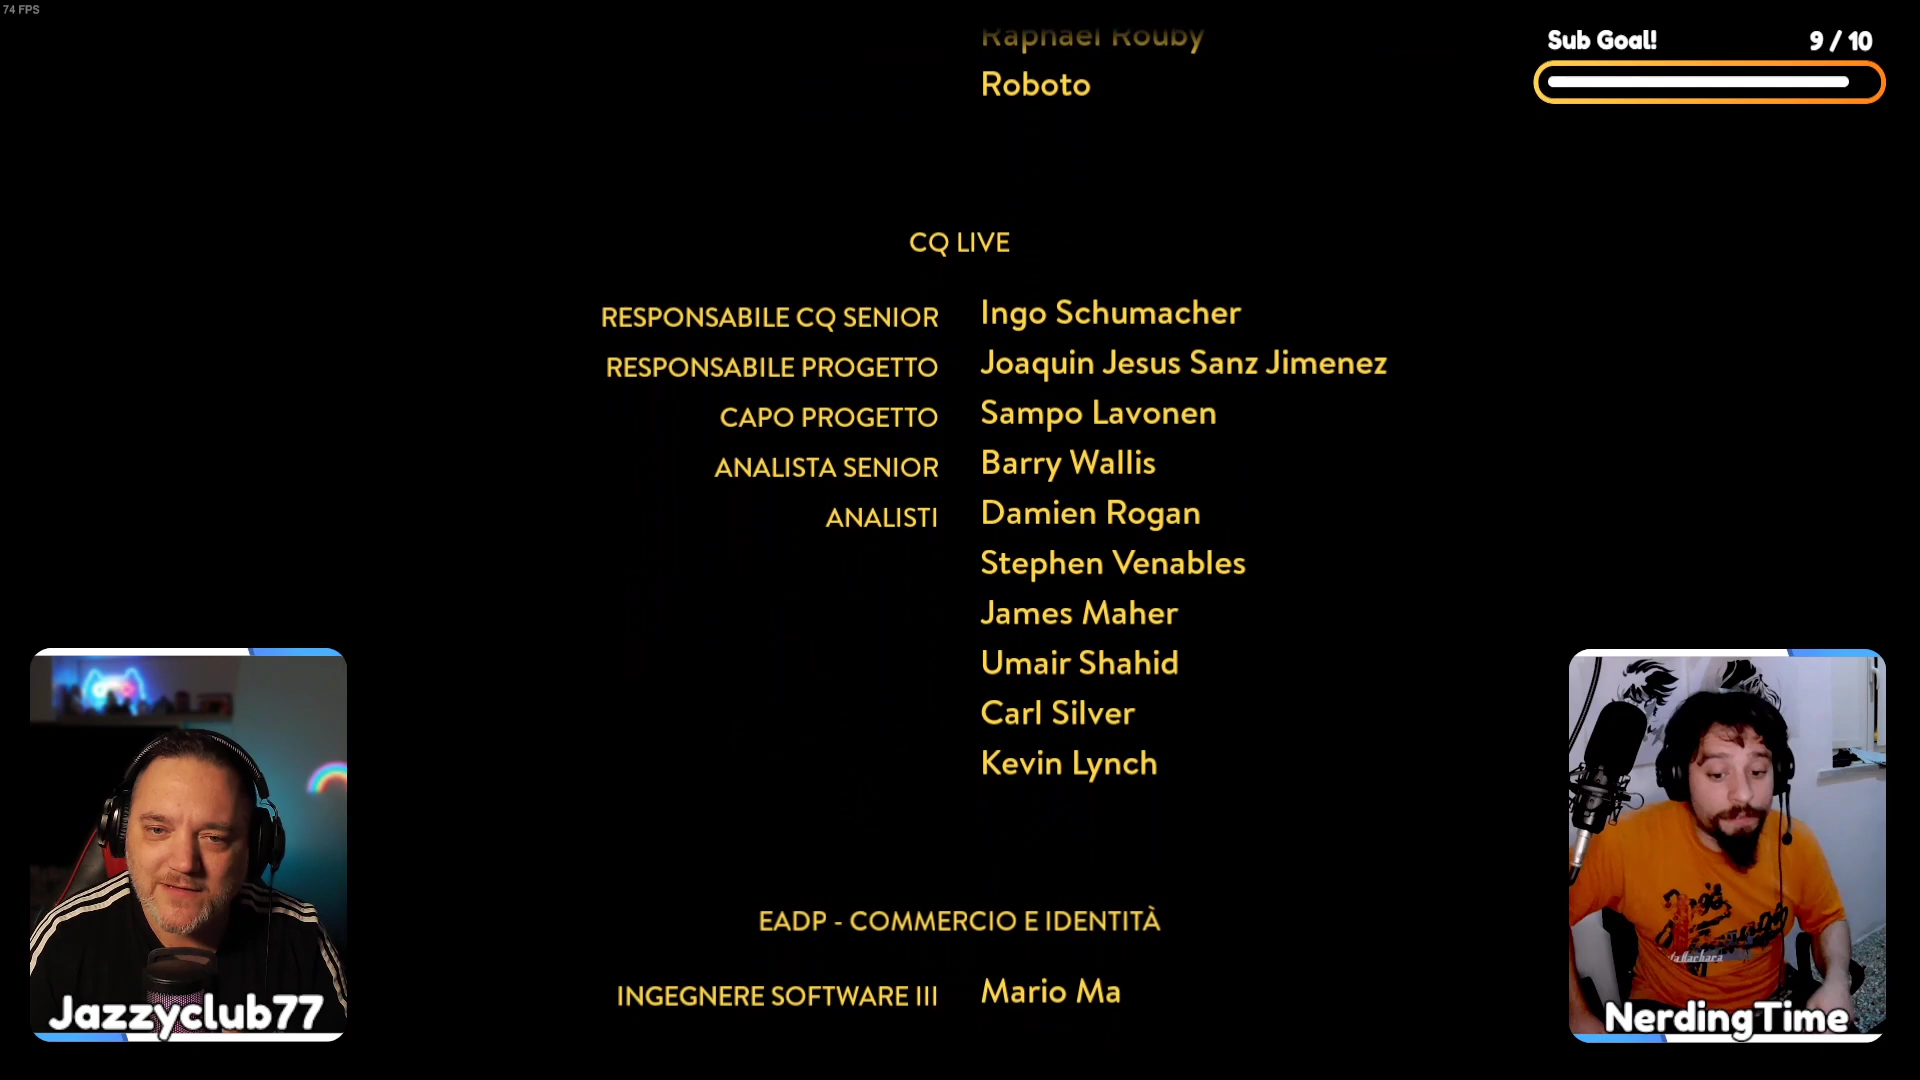 74 FPS
Raphael Rouby
Roboto
Sub Goal! 9 / 10
CQ LIVE
RESPONSABILE CQ SENIOR Ingo Schumacher
RESPONSABILE PROGETTO Joaquin Jesus Sanz Jimenez
CAPO PROGETTO Sampo Lavonen
ANALISTA SENIOR Barry Wallis
ANALISTI Damien Rogan
Stephen Venables
James Maher
Umair Shahid
Carl Silver
Kevin Lynch
EADP - COMMERCIO E IDENTITÀ
INGEGNERE SOFTWARE III Mario Ma
Jazzyclub77
NerdingTime